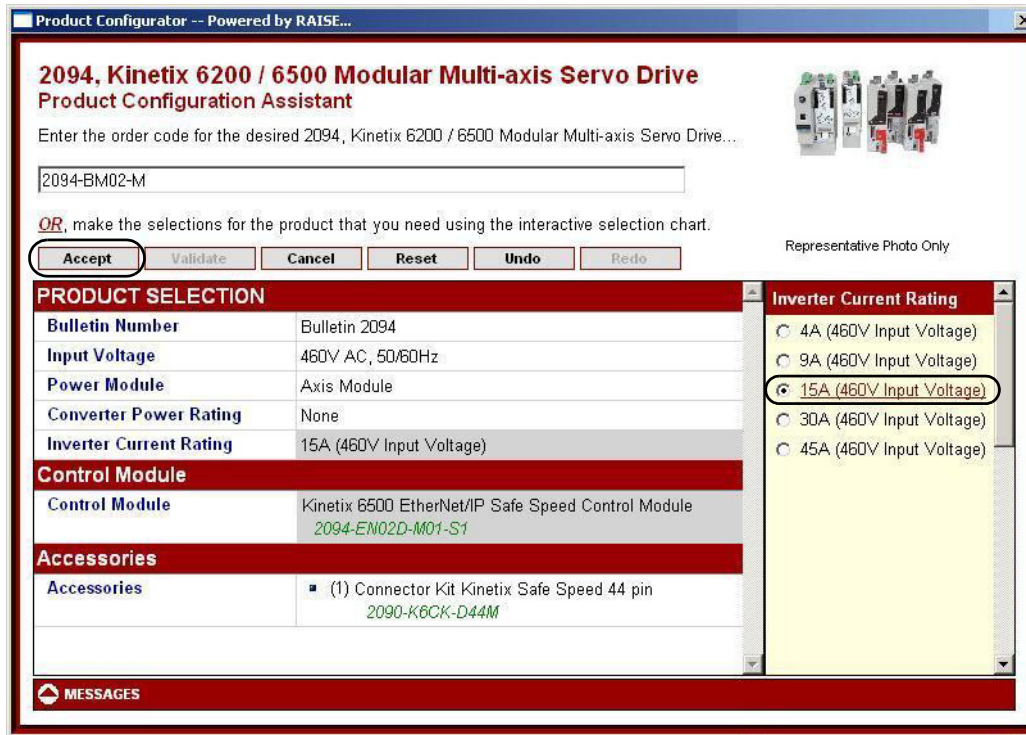 Product Configurator -- Powered by RAISE...
2094, Kinetix 6200 / 6500 Modular Multi-axis Servo Drive
Product Configuration Assistant
Enter the order code for the desired 2094, Kinetix 6200 / 6500 Modular Multi-axis Servo Drive...
2094-BM02-M
OR, make the selections for the product that you need using the interactive selection chart.
Representative Photo Only
Accept Validate Cancel Reset Undo Redo
PRODUCT SELECTION
Bulletin Number Bulletin 2094
Input Voltage 460V AC, 50/60Hz
Power Module Axis Module
Converter Power Rating None
Inverter Current Rating 15A (460V Input Voltage)
Control Module
Control Module Kinetix 6500 EtherNet/IP Safe Speed Control Module
2094-EN02D-M01-S1
Accessories
Accessories (1) Connector Kit Kinetix Safe Speed 44 pin
2090-K6CK-D44M
Inverter Current Rating
4A (460V Input Voltage)
9A (460V Input Voltage)
15A (460V Input Voltage)
30A (460V Input Voltage)
45A (460V Input Voltage)
MESSAGES